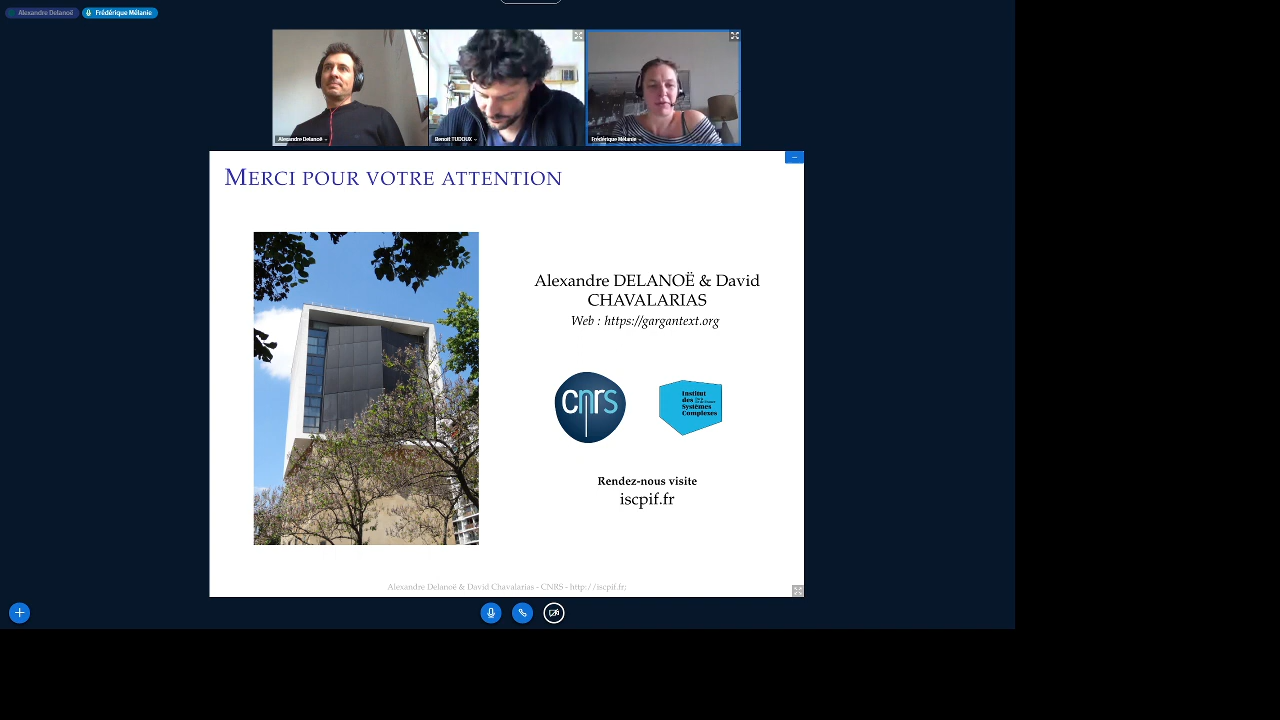 Alexandre Delanoë
Frédérique Mélanie
Alexandre Delanoë
Benoit TUDOUX
Frédérique Mélanie
MERCI POUR VOTRE ATTENTION
Alexandre DELANOË & David
CHAVALARIAS
Web : https://gargantext.org
cnrs
Institut
des
Systèmes
Complexes
Rendez-nous visite
iscpif.fr
Alexandre Delanoë & David Chavalarias - CNRS - http://iscpif.fr;